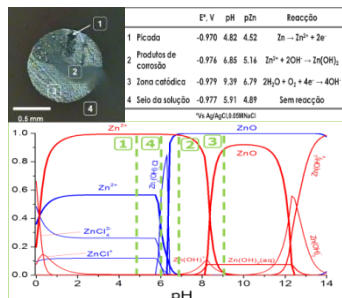 1
2
3
4
0.5 mm
E*, V pH pZn Reacção
1 Picada -0.970 4.82 4.52 Zn→ Zn²⁺ + 2e⁻
2 Produtos de corrosão -0.976 6.85 5.16 Zn²⁺ + 2OH⁻→ Zn(OH)₂
3 Zona catódica -0.979 9.39 6.79 2H₂O + O₂ + 4e⁻ → 4OH⁻
4 Seio da solução -0.977 5.91 4.89 Sem reacção
*Vs Ag/AgCl,0.05MNaCl
Zn²⁺ ZnO
1 4 2 3
ZnO
Zn²⁺
ZnCl⁺
Zn(OH)₂(aq)
1.0
0.8
0.6
0.4
0.2
0.0
0 2 4 6 8 10 12 14
pH